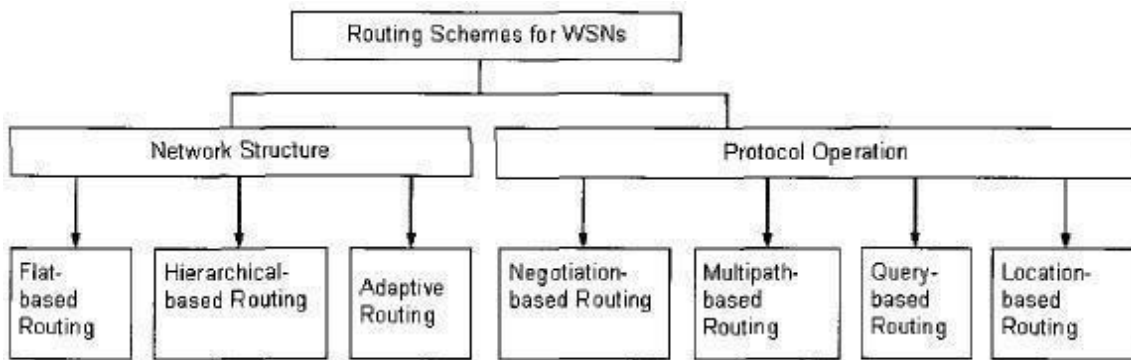 Routing Schemes for WSNs
Network Structure
Protocol Operation
Flat-
based
Routing
Hierarchical-
based Routing
Adaptive
Routing
Negotiation-
based Routing
Multipath-
based
Routing
Query-
based
Routing
Location-
based
Routing